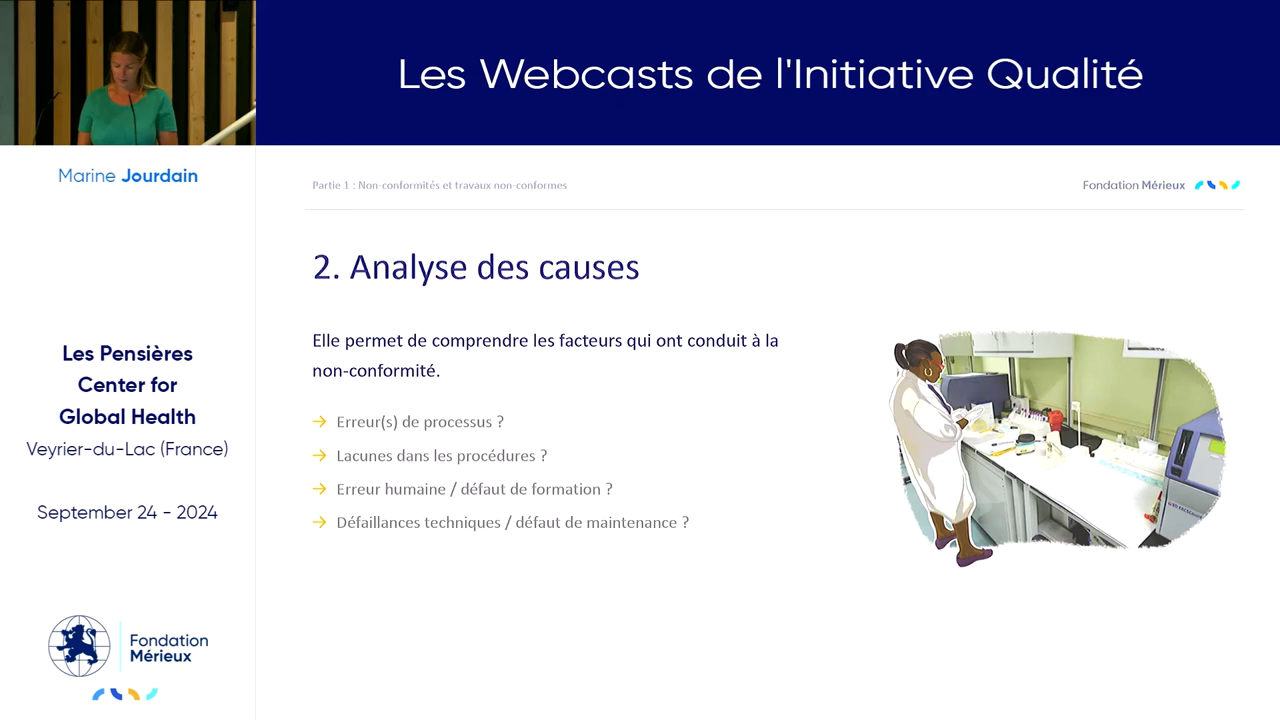 Les Webcasts de l'Initiative Qualité
Marine Jourdain
Partie 1 : Non-conformités et travaux non-conformes
Fondation Mérieux
2. Analyse des causes
Elle permet de comprendre les facteurs qui ont conduit à la
non-conformité.
→ Erreur(s) de processus ?
→ Lacunes dans les procédures ?
→ Erreur humaine / défaut de formation ?
→ Défaillances techniques / défaut de maintenance ?
Les Pensières
Center for
Global Health
Veyrier-du-Lac (France)
September 24 - 2024
Fondation
Mérieux